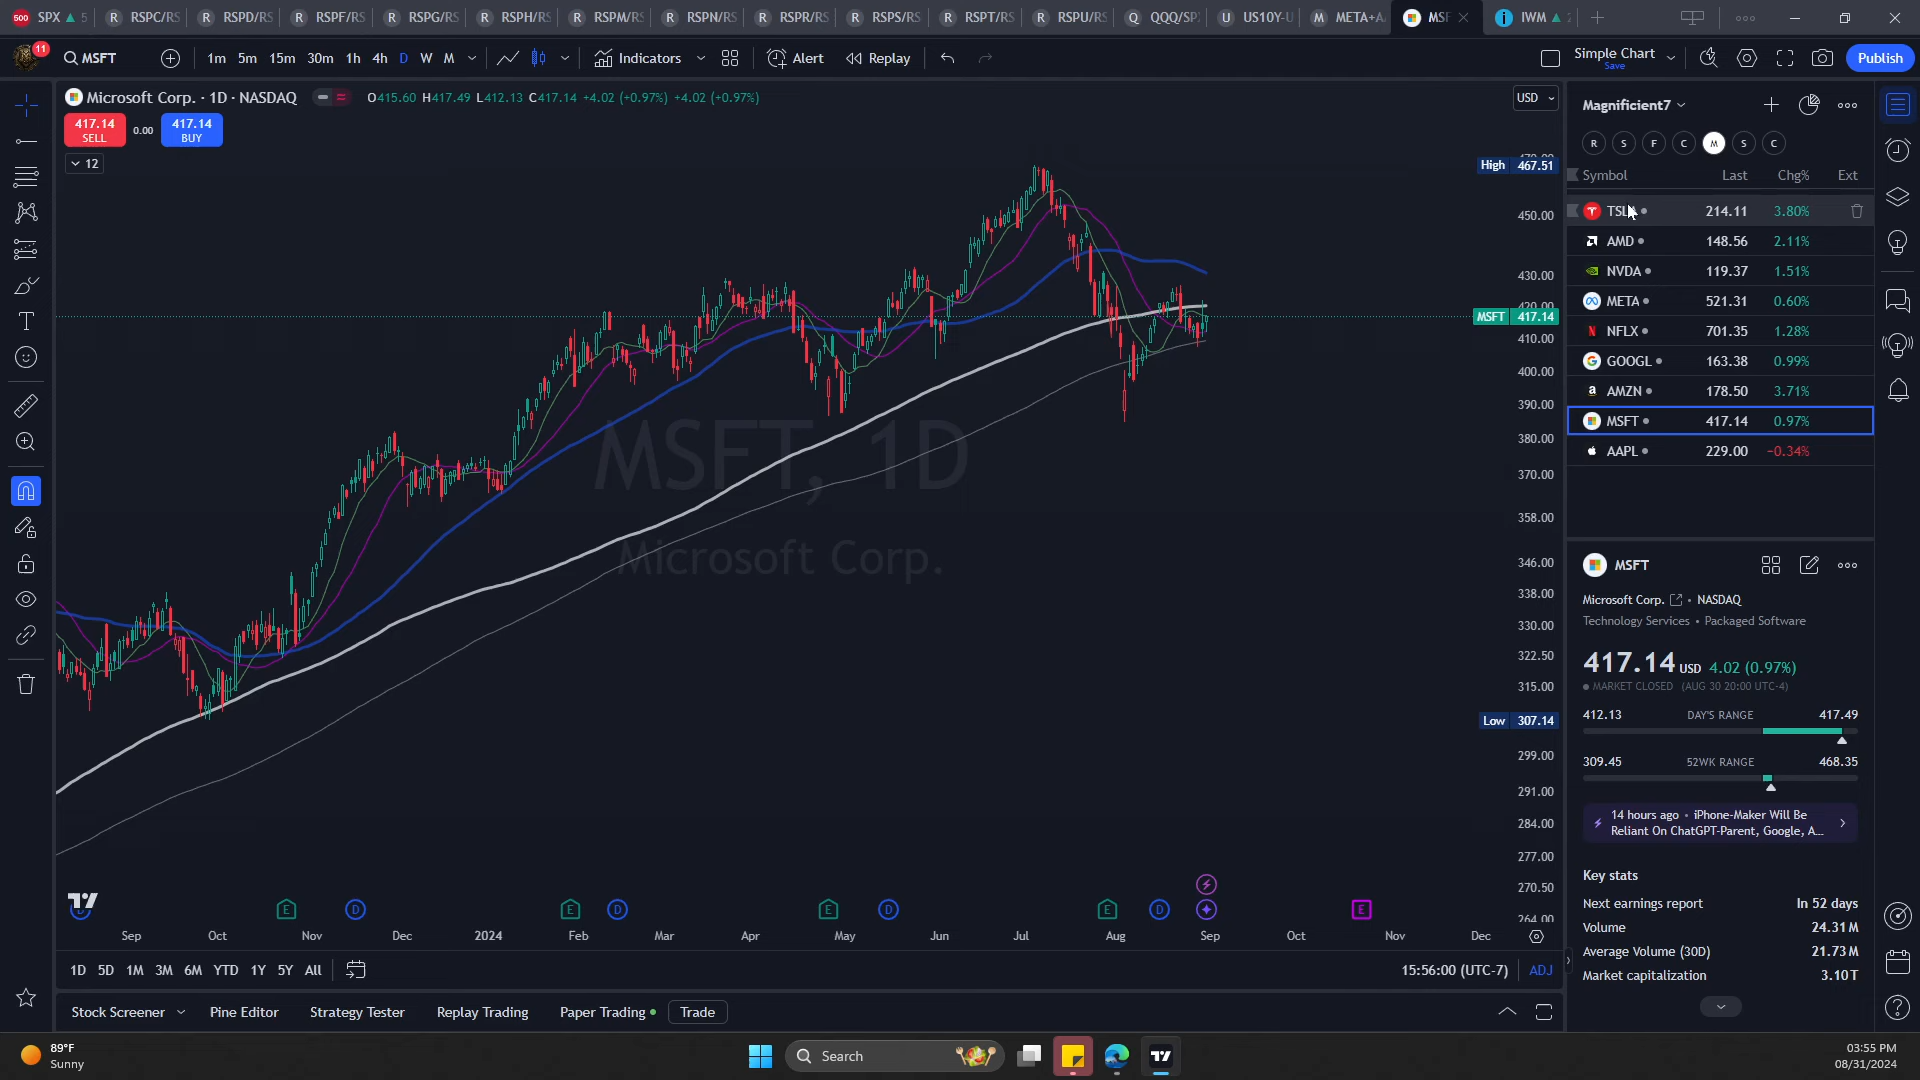 SPX 5
RSPC/RS
RSPD/RS
RSPF/RS
RSPG/RS
RSPH/RS
RSPM/RS
RSPN/RS
RSPR/RS
RSPS/RS
RSPT/RS
RSPU/RS
QQQ/SP
US10Y-U
META+A
MSF
IWM
11
MSFT
1m 5m 15m 30m 1h 4h D W M
Indicators
Alert
Replay
Simple Chart
Save
Publish
Microsoft Corp. · 1D · NASDAQ
O415.60 H417.49 L412.13 C417.14 +4.02 (+0.97%) +4.02 (+0.97%)
USD
417.14
SELL
0.00
417.14
BUY
12
MSFT, 1D
Microsoft Corp.
High 467.51
450.00
430.00
420.00
MSFT 417.14
410.00
400.00
390.00
380.00
370.00
358.00
346.00
338.00
330.00
322.50
315.00
Low 307.14
299.00
291.00
284.00
277.00
270.50
264.00
E D E D E D E D E
Sep Oct Nov Dec 2024 Feb Mar Apr May Jun Jul Aug Sep Oct Nov Dec
1D 5D 1M 3M 6M YTD 1Y 5Y All
15:56:00 (UTC-7)
ADJ
Stock Screener
Pine Editor
Strategy Tester
Replay Trading
Paper Trading
Trade
Magnificient7
R S F C M S C
Symbol Last Chg% Ext
TSLA 214.11 3.80%
AMD 148.56 2.11%
NVDA 119.37 1.51%
META 521.31 0.60%
NFLX 701.35 1.28%
GOOGL 163.38 0.99%
AMZN 178.50 3.71%
MSFT 417.14 0.97%
AAPL 229.00 −0.34%
MSFT
Microsoft Corp. • NASDAQ
Technology Services • Packaged Software
417.14 USD 4.02 (0.97%)
MARKET CLOSED (AUG 30 20:00 UTC-4)
412.13 DAY'S RANGE 417.49
309.45 52WK RANGE 468.35
14 hours ago • iPhone-Maker Will Be
Reliant On ChatGPT-Parent, Google, A...
Key stats
Next earnings report In 52 days
Volume 24.31M
Average Volume (30D) 21.73M
Market capitalization 3.10T
89°F
Sunny
Search
03:55 PM
08/31/2024